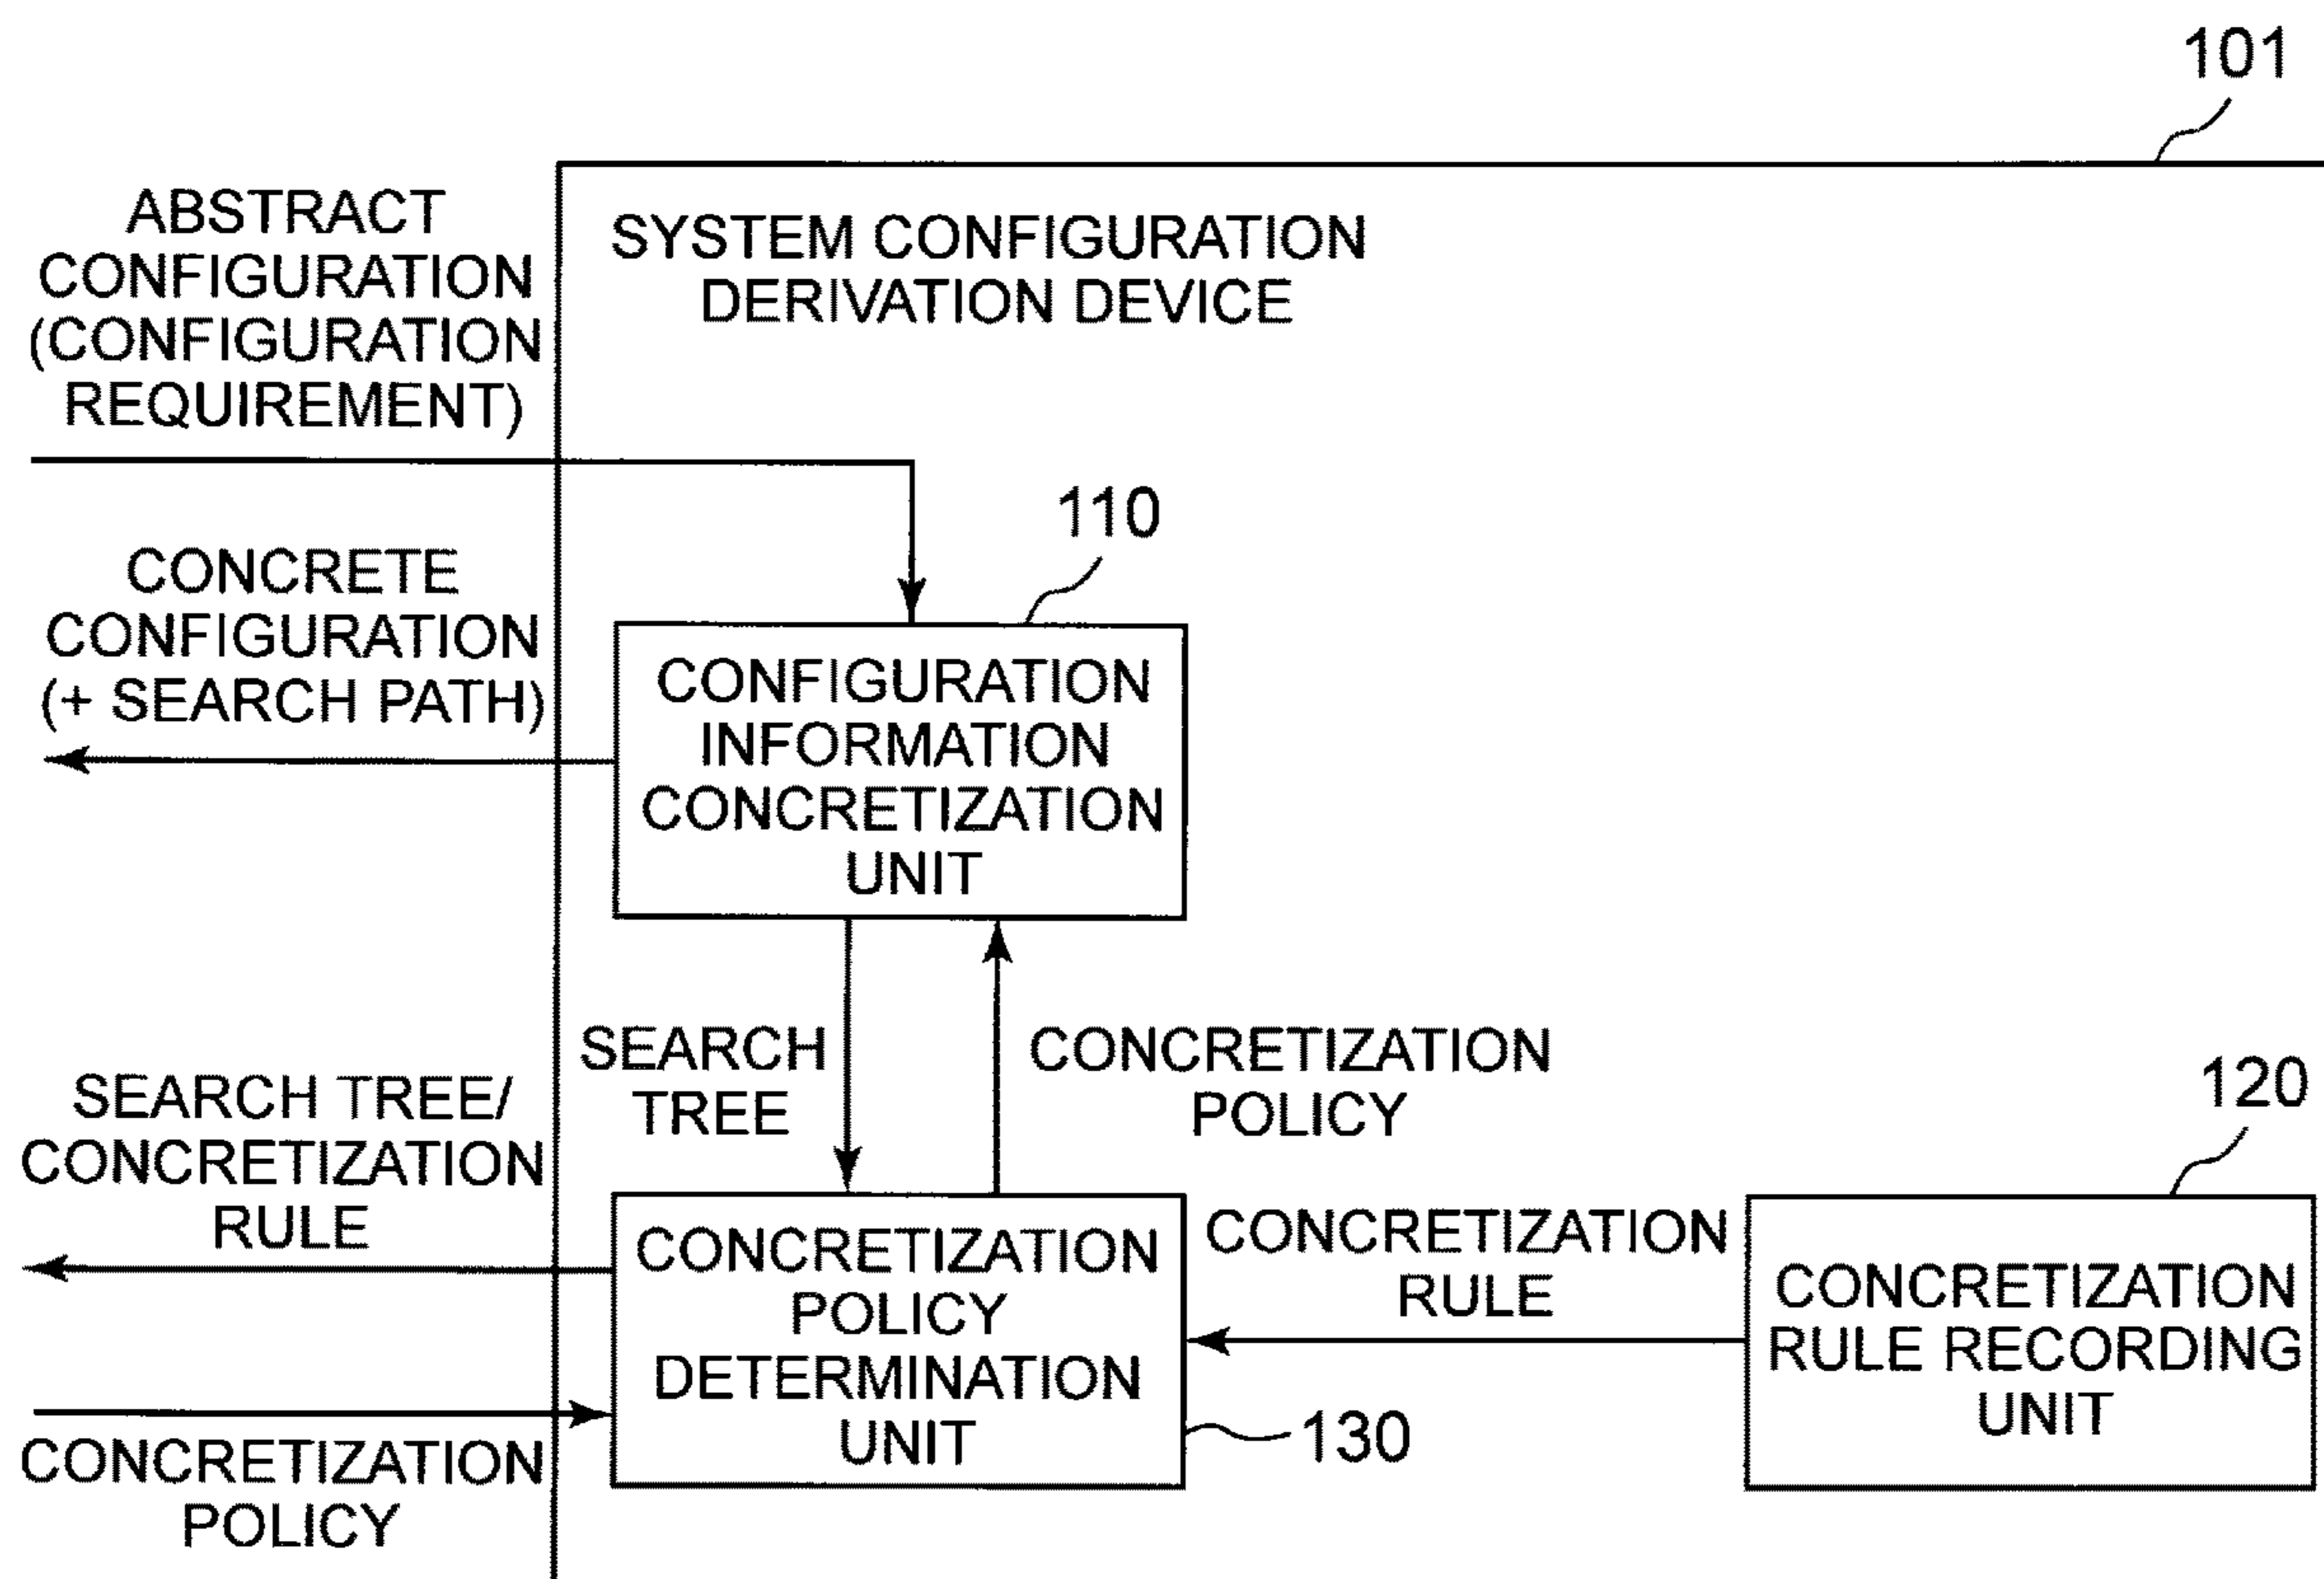 101
ABSTRACT
CONFIGURATION
(CONFIGURATION
REQUIREMENT)
SYSTEM CONFIGURATION
DERIVATION DEVICE
110
CONCRETE
CONFIGURATION
(+ SEARCH PATH)
CONFIGURATION
INFORMATION
CONCRETIZATION
UNIT
SEARCH
TREE
CONCRETIZATION
POLICY
120
SEARCH TREE/
CONCRETIZATION
RULE
CONCRETIZATION
POLICY
DETERMINATION
UNIT
CONCRETIZATION
RULE
CONCRETIZATION
RULE RECORDING
UNIT
130
CONCRETIZATION
POLICY